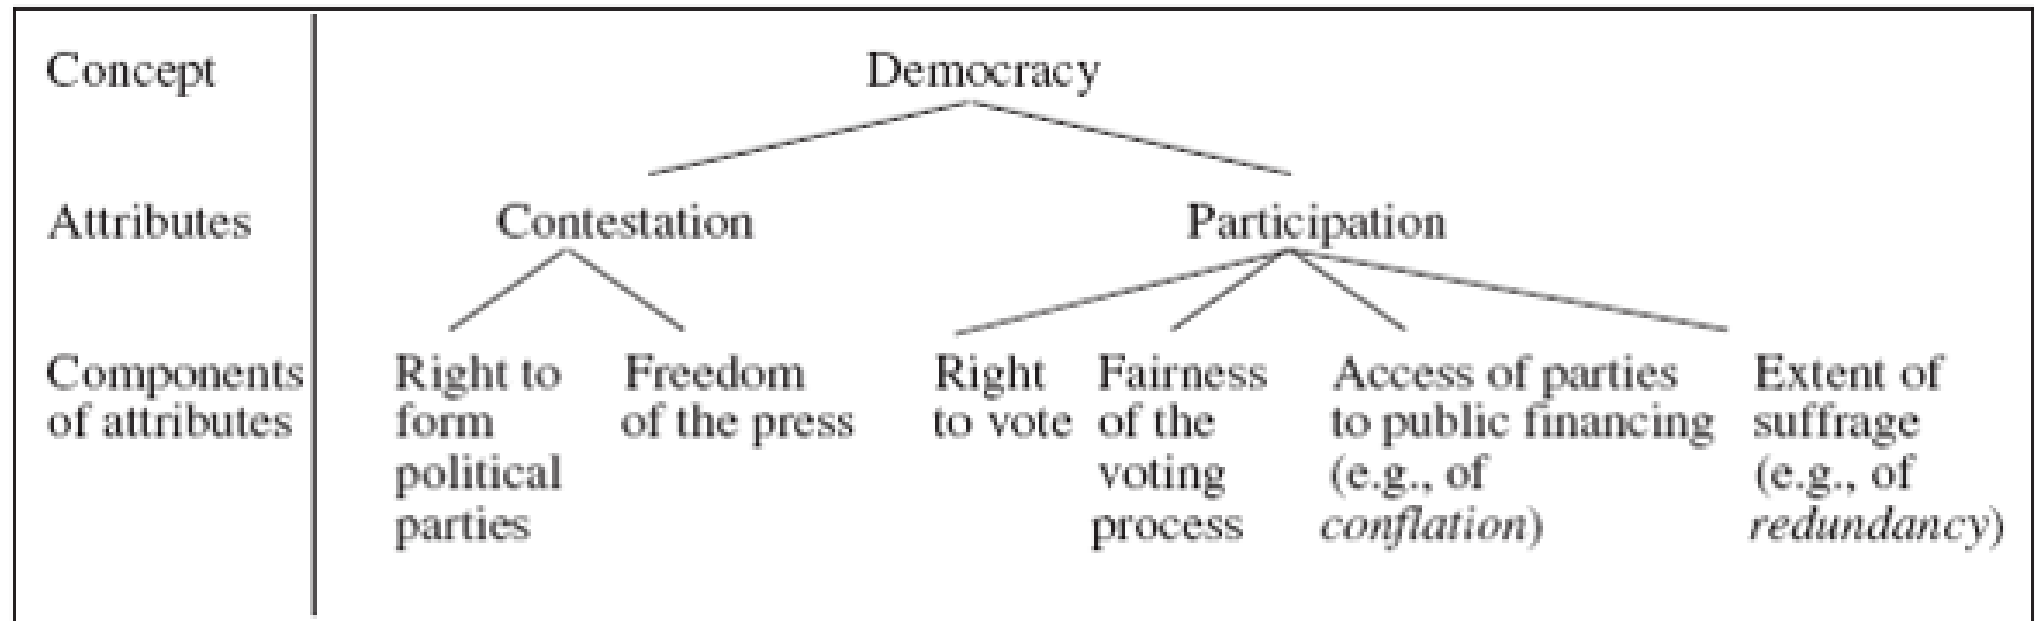 Concept
Democracy
Attributes
Contestation
Participation
Components
of attributes
Right to
form
political
parties
Freedom
of the press
Right
to vote
Fairness
of the
voting
process
Access of parties
to public financing
(e.g., of
conflation)
Extent of
suffrage
(e.g., of
redundancy)